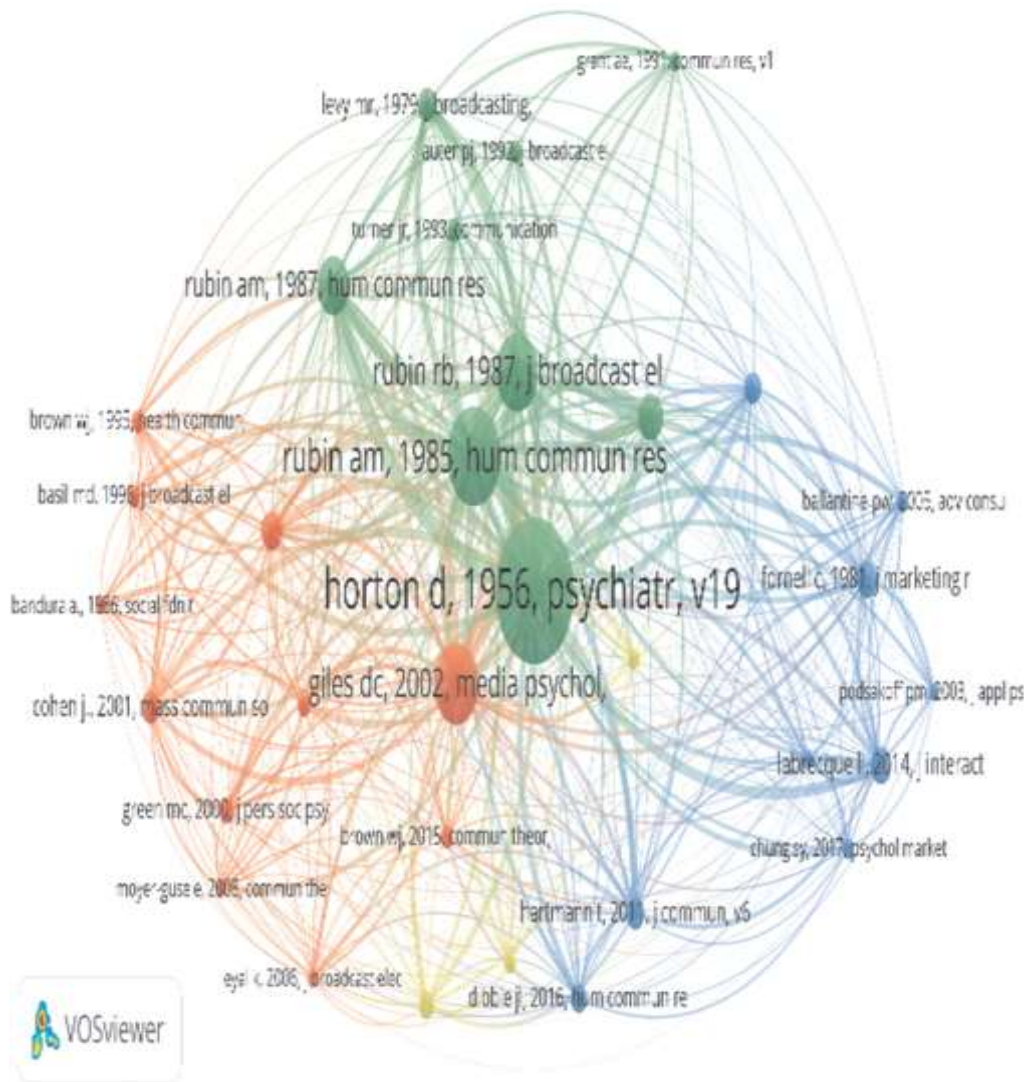 grant ae, 1991, commun res, v1
levy mr, 1979, j broadcasting,
auter pj, 1992, j broadcast e
turner jr, 1993, communication
rubin am, 1987, hum commun res
rubin rb, 1987, j broadcast el
brown wj, 1995, health commun,
rubin am, 1985, hum commun res
basil md, 1996, j broadcast el
ballantine pw, 2005, adv consu
fornell c, 1981, j marketing r
horton d, 1956, psychiatr, v19
bandura a., 1986, social fdn t
giles dc, 2002, media psychol,
podsakoff pm, 2003, j appl ps
cohen j., 2001, mass commun so
labrecque l., 2014, j interact
green mc, 2000, j pers soc psy
brown wj, 2015, commun theor,
chung sy, 2017, psychol market
moyer-guse e, 2008, commun the
hartmann t, j commun, v6
eyal k, 2006, j broadcast elec
dibble jl, 2016, hum commun re
VOSviewer